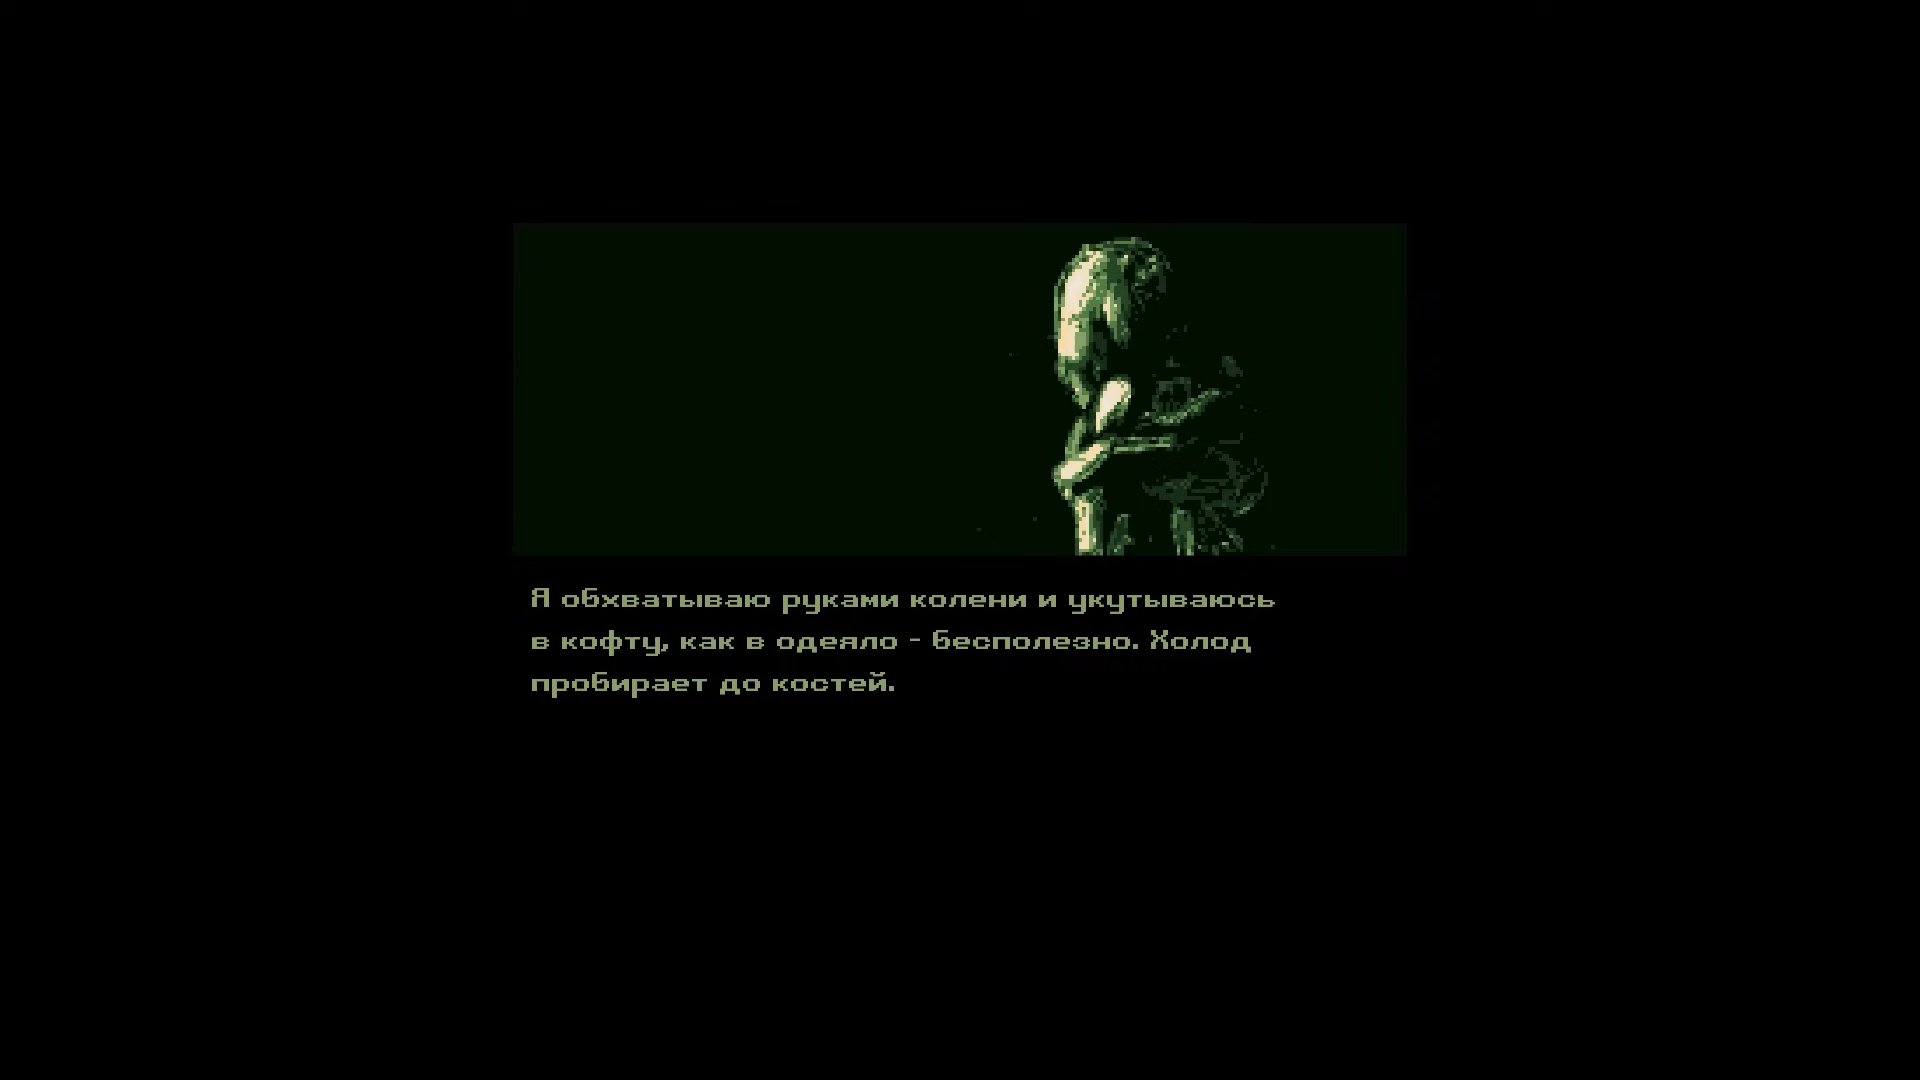 Я обхватываю руками колени и укутываюсь
в кофту, как в одеяло - бесполезно. Холод
пробирает до костей.